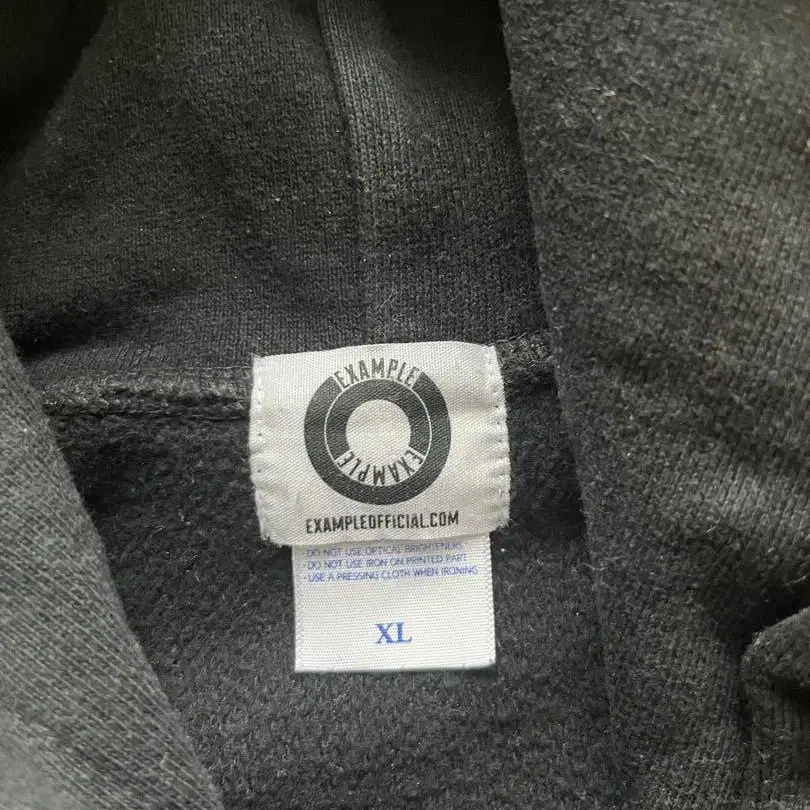 EXAMPLE
EXAMPLE
EXAMPLEOFFICIAL.COM
DO NOT USE OPTICAL BRIGHTENERS
· DO NOT USE IRON ON PRINTED PART
· USE A PRESSING CLOTH WHEN IRONING
XL